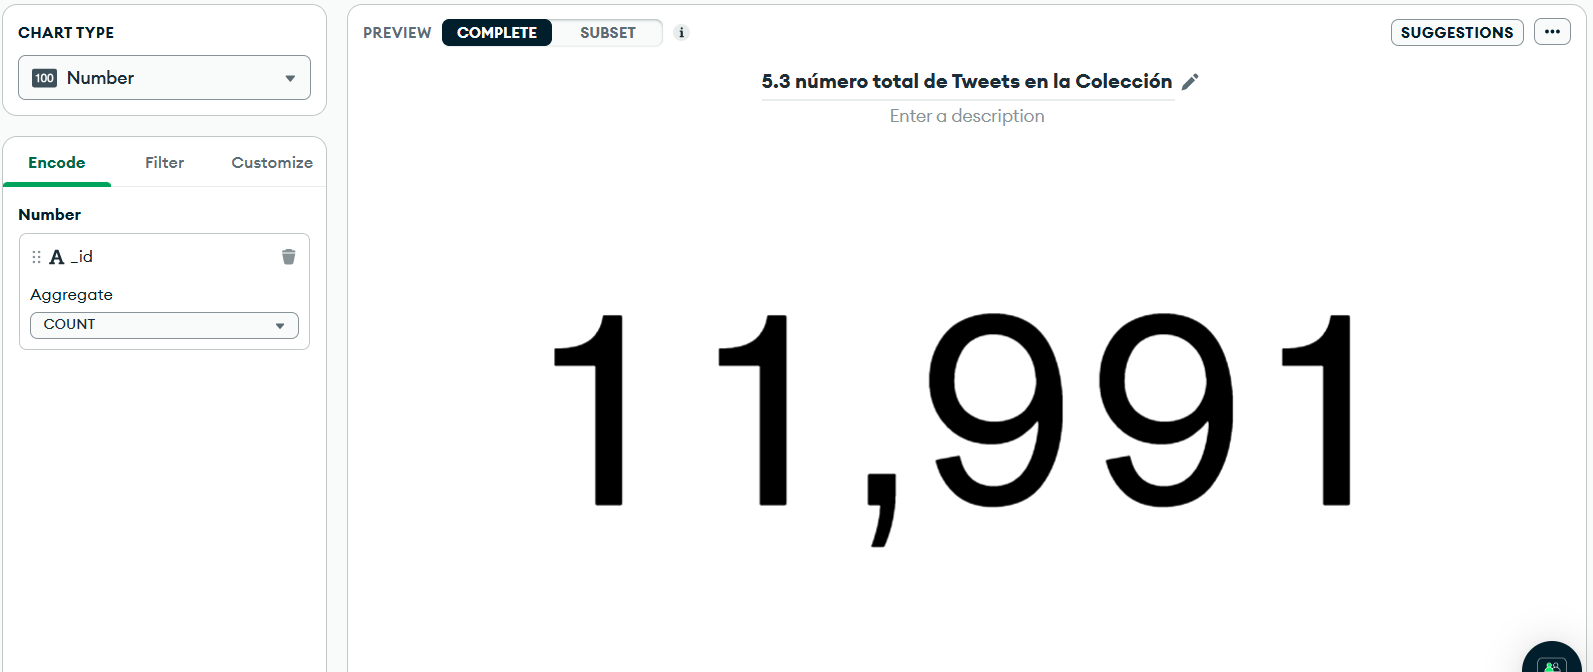 CHART TYPE
100 Number
Encode Filter Customize
Number
A _id
Aggregate
COUNT
PREVIEW COMPLETE SUBSET i
SUGGESTIONS ...
5.3 número total de Tweets en la Colección
Enter a description
11,991